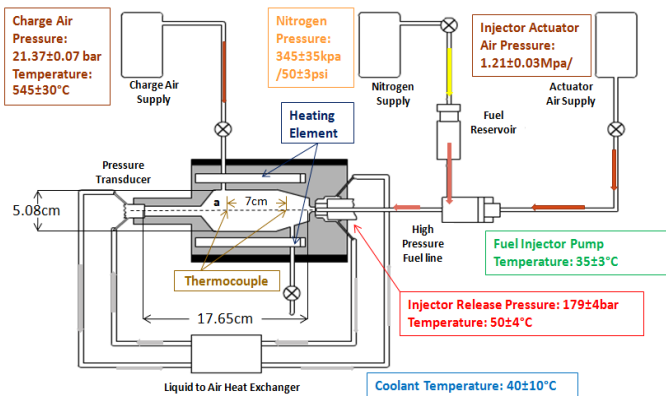 Charge Air
Pressure:
21.37±0.07 bar
Temperature:
545±30°C
Charge Air
Supply
Nitrogen
Pressure:
345±35kpa
/50±3psi
Nitrogen
Supply
Injector Actuator
Air Pressure:
1.21±0.03Mpa/
Actuator
Air Supply
Heating
Element
Fuel
Reservoir
Pressure
Transducer
a
7cm
5.08cm
High
Pressure
Fuel line
Fuel Injector Pump
Temperature: 35±3°C
Thermocouple
Injector Release Pressure: 179±4bar
Temperature: 50±4°C
17.65cm
Liquid to Air Heat Exchanger
Coolant Temperature: 40±10°C